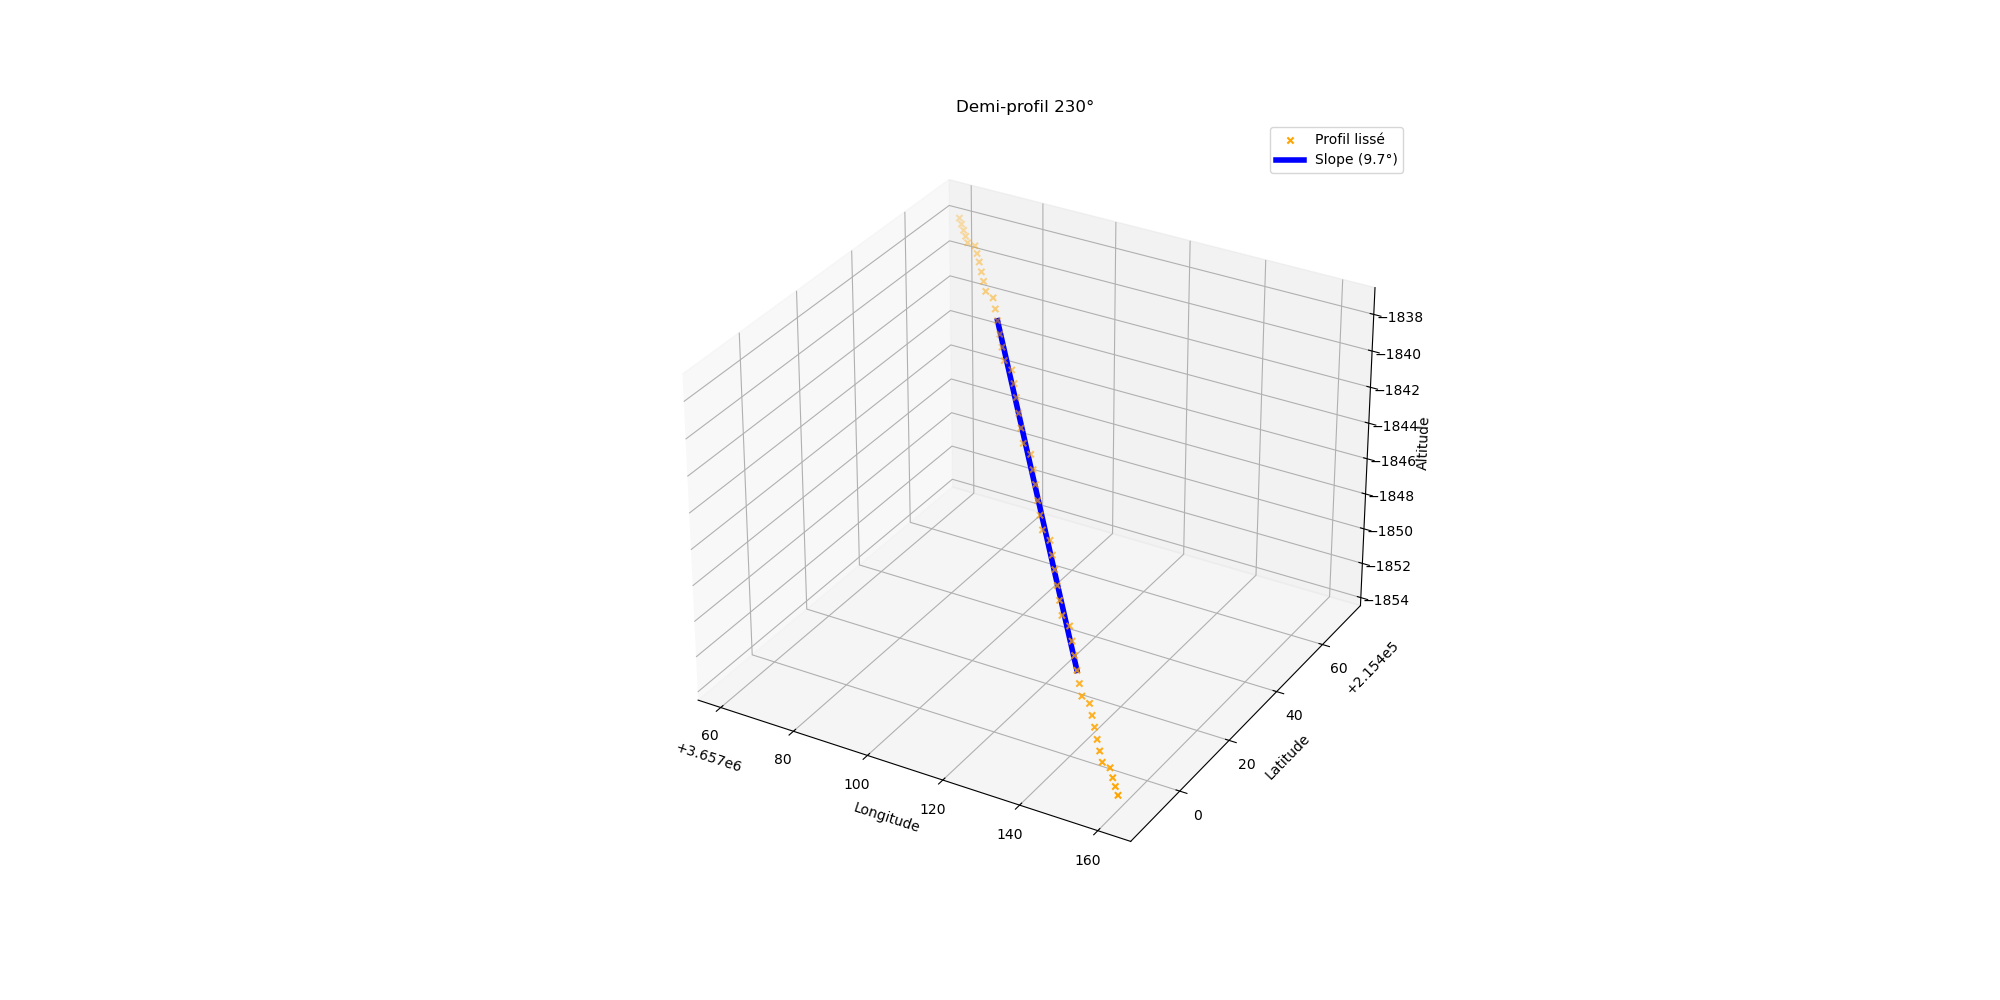 Demi-profil 230°
Profil lissé
Slope (9.7°)
−1838
−1840
−1842
−1844
−1846
−1848
−1850
−1852
−1854
Altitude
60
40
20
0
+2.154e5
Latitude
60
80
100
120
140
160
+3.657e6
Longitude